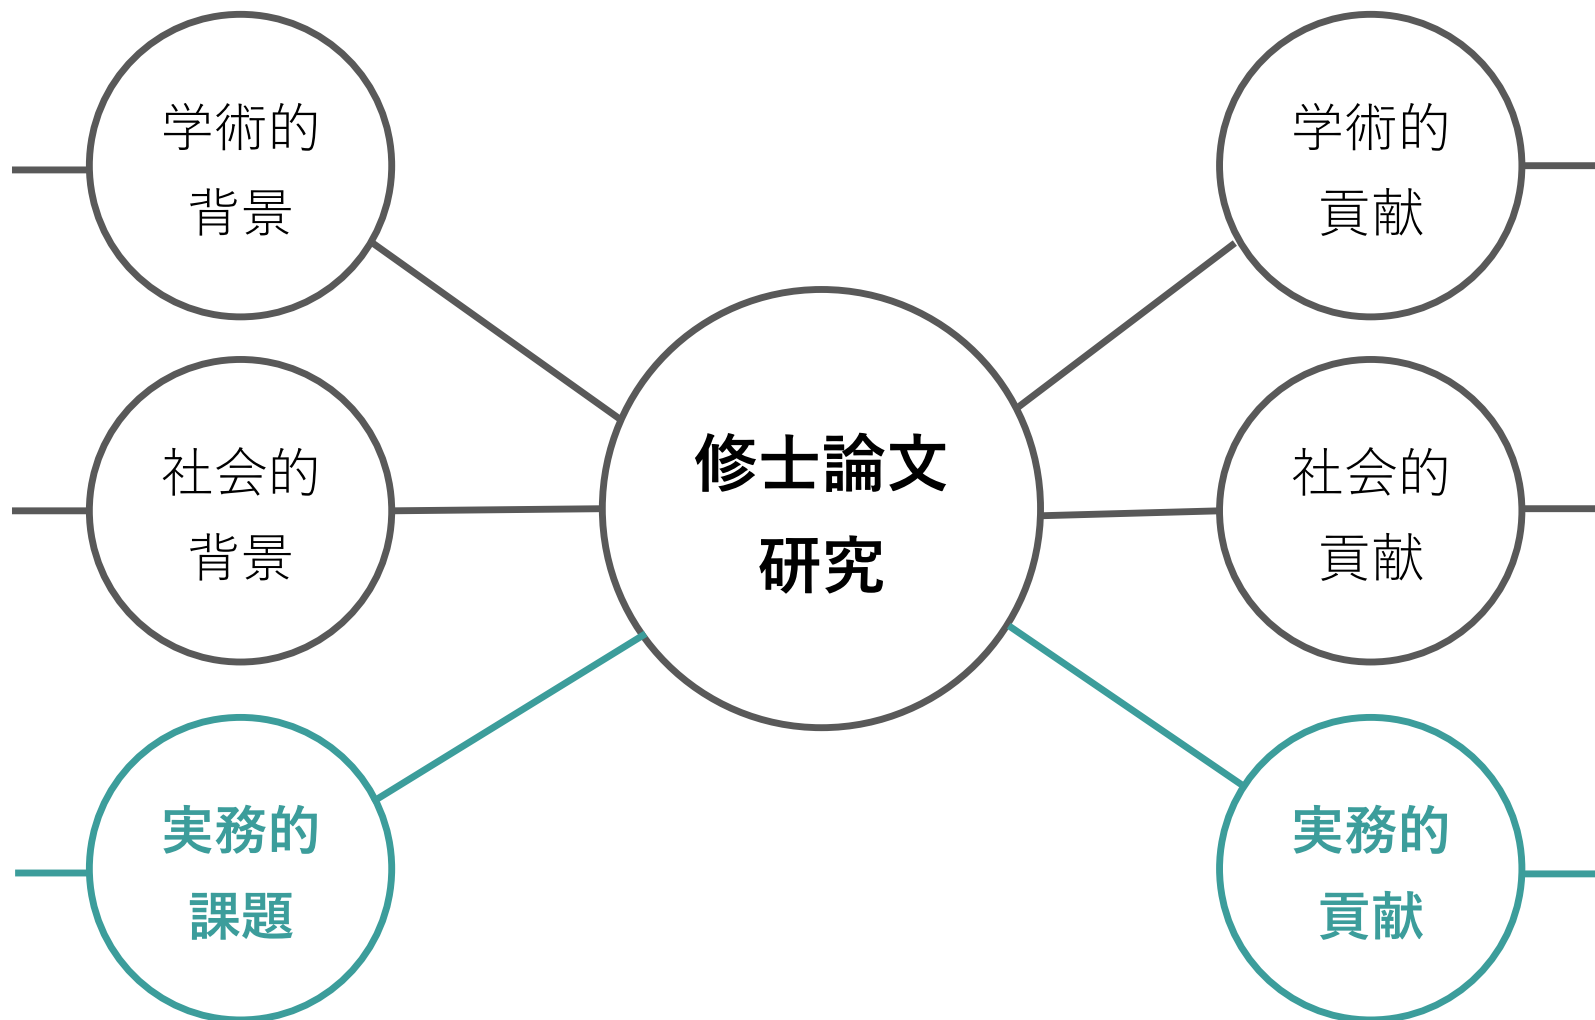 学術的
背景
社会的
背景
実務的
課題
修士論文
研究
学術的
貢献
社会的
貢献
実務的
貢献